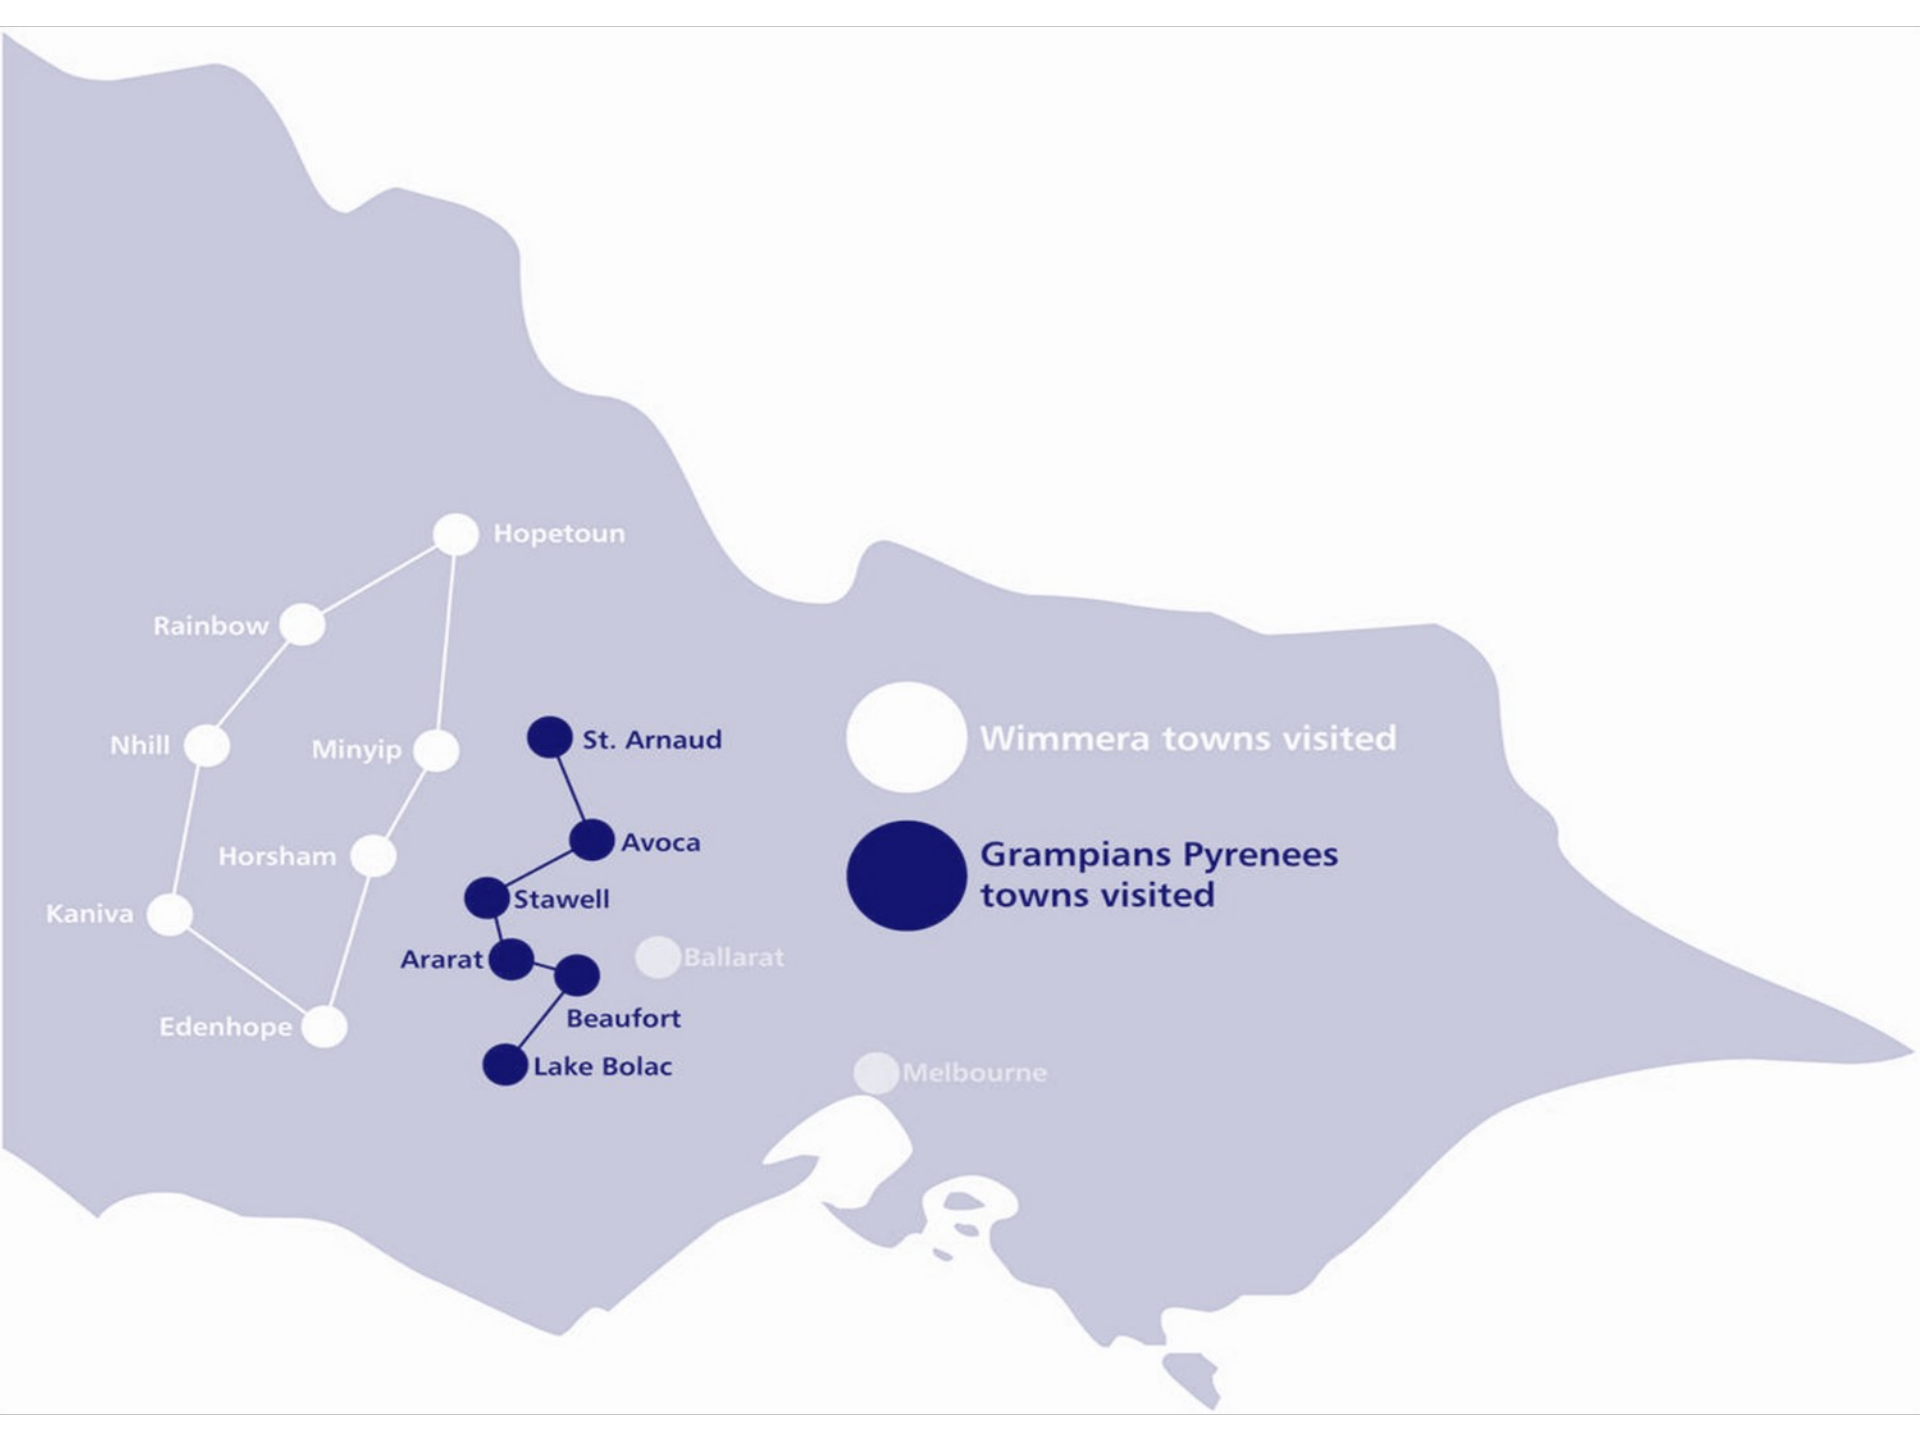 Hopetoun
Rainbow
Nhill
Minyip
St. Arnaud
Wimmera towns visited
Avoca
Horsham
Grampians Pyrenees
towns visited
Stawell
Kaniva
Ararat
Ballarat
Beaufort
Edenhope
Lake Bolac
Melbourne